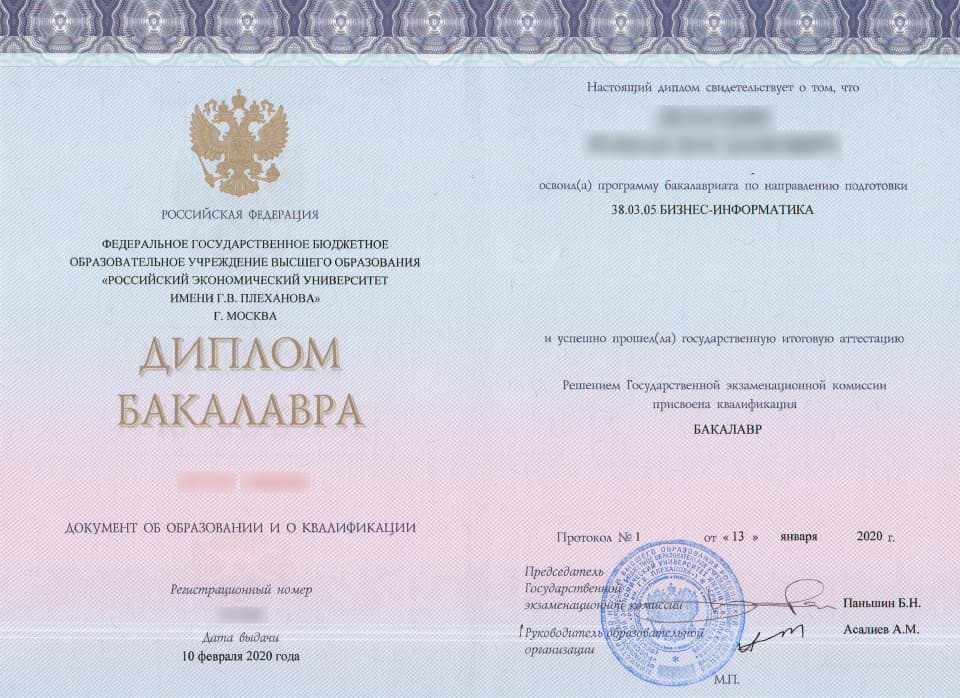 РОССИЙСКАЯ ФЕДЕРАЦИЯ
ФЕДЕРАЛЬНОЕ ГОСУДАРСТВЕННОЕ БЮДЖЕТНОЕ
ОБРАЗОВАТЕЛЬНОЕ УЧРЕЖДЕНИЕ ВЫСШЕГО ОБРАЗОВАНИЯ
«РОССИЙСКИЙ ЭКОНОМИЧЕСКИЙ УНИВЕРСИТЕТ
ИМЕНИ Г.В. ПЛЕХАНОВА»
Г. МОСКВА
ДИПЛОМ
БАКАЛАВРА
ДОКУМЕНТ ОБ ОБРАЗОВАНИИ И О КВАЛИФИКАЦИИ
Регистрационный номер
Дата выдачи
10 февраля 2020 года
Настоящий диплом свидетельствует о том, что
освоил(а) программу бакалавриата по направлению подготовки
38.03.05 БИЗНЕС-ИНФОРМАТИКА
и успешно прошел(ла) государственную итоговую аттестацию
Решением Государственной экзаменационной комиссии
присвоена квалификация
БАКАЛАВР
Протокол № 1 от « 13 » января 2020 г.
Председатель
Государственной
экзаменационной комиссии Паньшин Б.Н.
Руководитель образовательной Асалиев А.М.
организации
М.П.